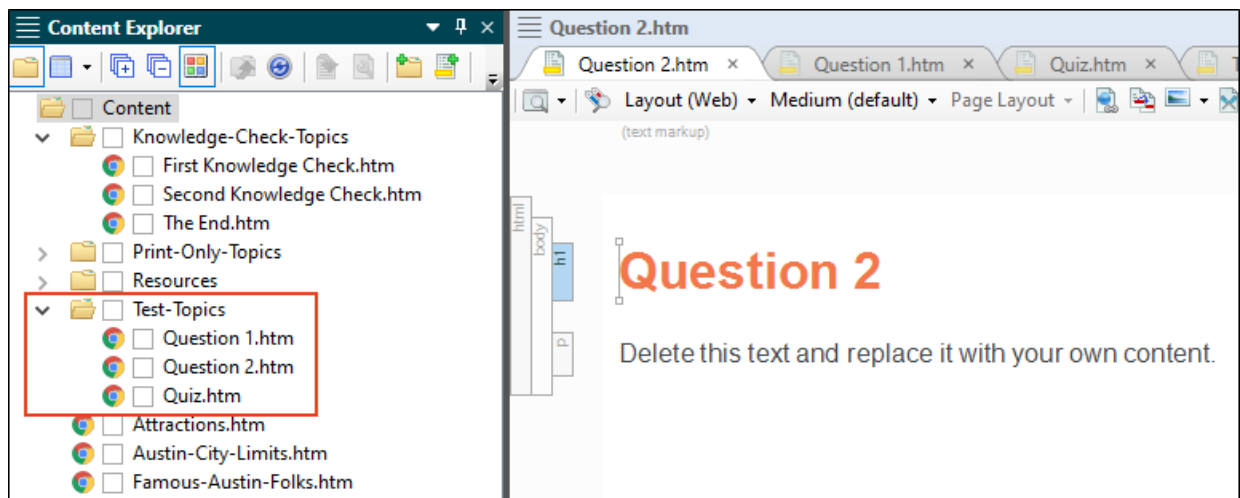 Content Explorer
Content
Knowledge-Check-Topics
First Knowledge Check.htm
Second Knowledge Check.htm
The End.htm
Print-Only-Topics
Resources
Test-Topics
Question 1.htm
Question 2.htm
Quiz.htm
Attractions.htm
Austin-City-Limits.htm
Famous-Austin-Folks.htm
Question 2.htm
Question 2.htm Question 1.htm Quiz.htm
Layout (Web) Medium (default) Page Layout
(text markup)
html
body
h1
p
Question 2
Delete this text and replace it with your own content.